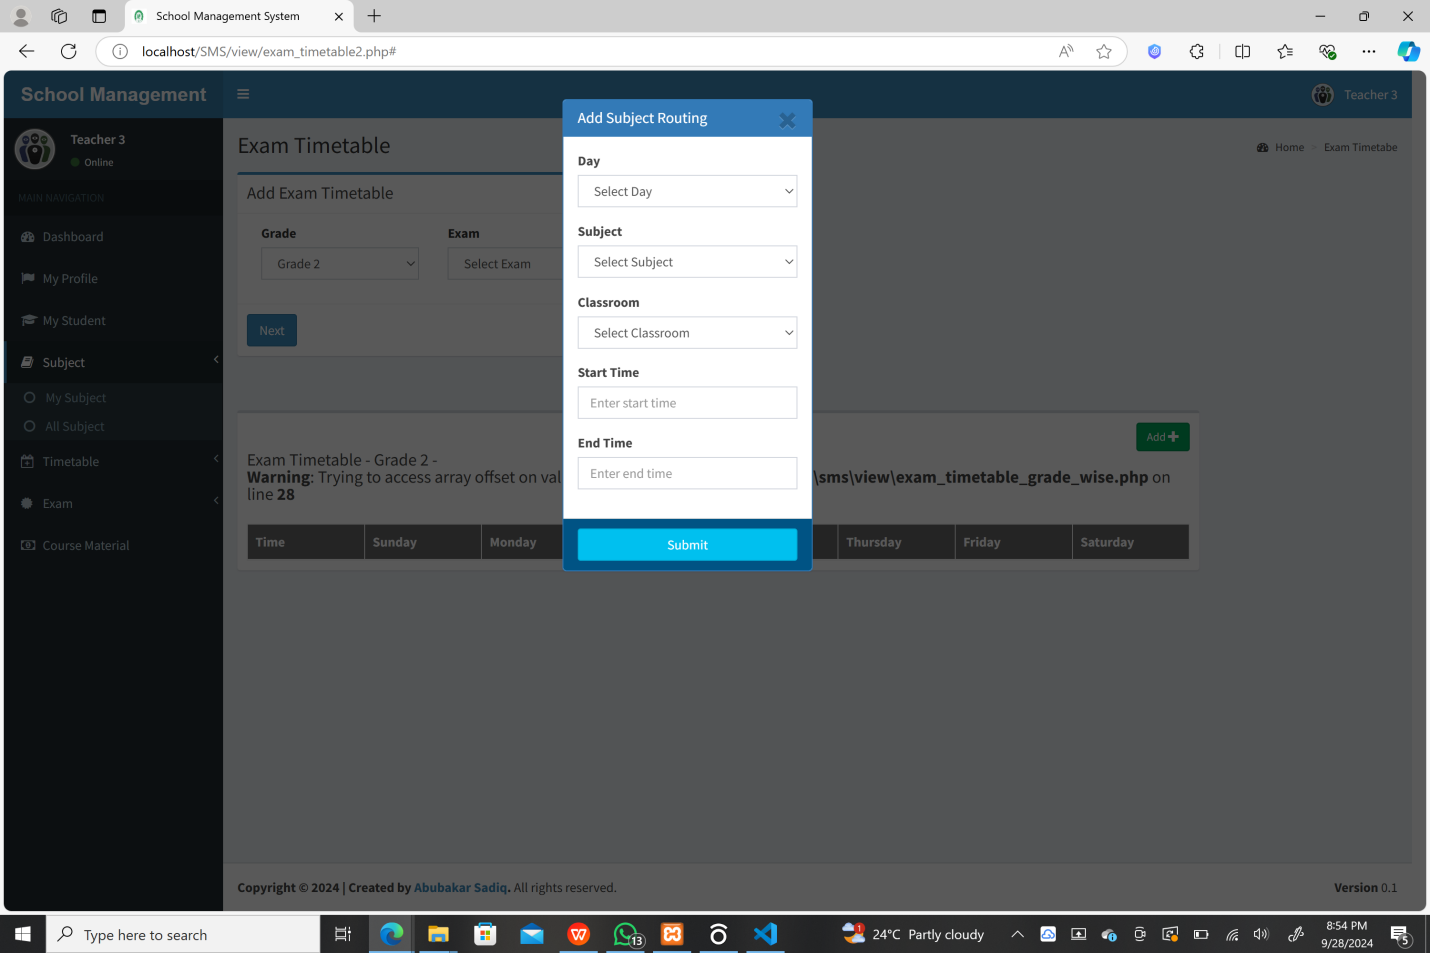 School Management System
localhost/SMS/view/exam_timetable2.php#
School Management
Teacher 3
Teacher 3
Online
MAIN NAVIGATION
Dashboard
My Profile
My Student
Subject
My Subject
All Subject
Timetable
Exam
Course Material
Exam Timetable
Home > Exam Timetabe
Add Exam Timetable
Grade
Exam
Grade 2
Select Exam
Next
Add
Exam Timetable - Grade 2 -
Warning: Trying to access array offset on val
\sms\view\exam_timetable_grade_wise.php on
line 28
Time Sunday Monday Thursday Friday Saturday
Add Subject Routing
Day
Select Day
Subject
Select Subject
Classroom
Select Classroom
Start Time
Enter start time
End Time
Enter end time
Submit
Copyright © 2024 | Created by Abubakar Sadiq. All rights reserved.
Version 0.1
Type here to search
13
1
24°C Partly cloudy
8:54 PM
9/28/2024
5